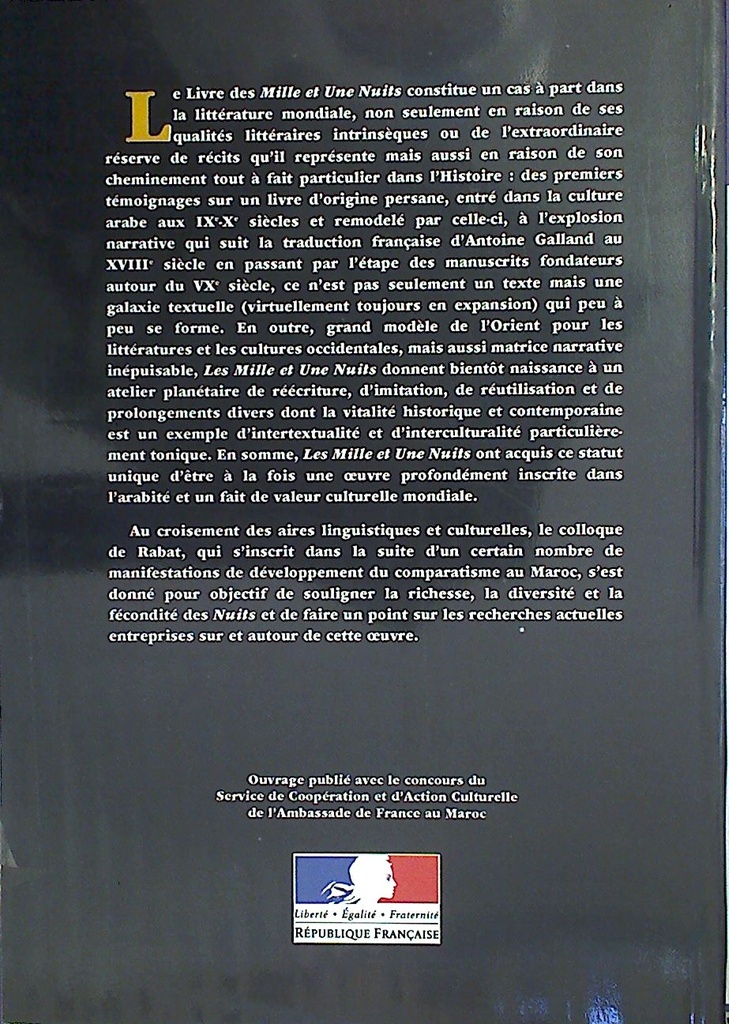 Le Livre des Mille et Une Nuits constitue un cas à part dans
la littérature mondiale, non seulement en raison de ses
qualités littéraires intrinsèques ou de l'extraordinaire
réserve de récits qu'il représente mais aussi en raison de son
cheminement tout à fait particulier dans l'Histoire : des premiers
témoignages sur un livre d'origine persane, entré dans la culture
arabe aux IXe-Xe siècles et remodelé par celle-ci, à l'explosion
narrative qui suit la traduction française d'Antoine Galland au
XVIIIe siècle en passant par l'étape des manuscrits fondateurs
autour du VXe siècle, ce n'est pas seulement un texte mais une
galaxie textuelle (virtuellement toujours en expansion) qui peu à
peu se forme. En outre, grand modèle de l'Orient pour les
littératures et les cultures occidentales, mais aussi matrice narrative
inépuisable, Les Mille et Une Nuits donnent bientôt naissance à un
atelier planétaire de réécriture, d'imitation, de réutilisation et de
prolongements divers dont la vitalité historique et contemporaine
est un exemple d'intertextualité et d'interculturalité particulière-
ment tonique. En somme, Les Mille et Une Nuits ont acquis ce statut
unique d'être à la fois une œuvre profondément inscrite dans
l'arabité et un fait de valeur culturelle mondiale.
Au croisement des aires linguistiques et culturelles, le colloque
de Rabat, qui s'inscrit dans la suite d'un certain nombre de
manifestations de développement du comparatisme au Maroc, s'est
donné pour objectif de souligner la richesse, la diversité et la
fécondité des Nuits et de faire un point sur les recherches actuelles
entreprises sur et autour de cette œuvre.
Ouvrage publié avec le concours du
Service de Coopération et d'Action Culturelle
de l'Ambassade de France au Maroc
Liberté • Égalité • Fraternité
RÉPUBLIQUE FRANÇAISE